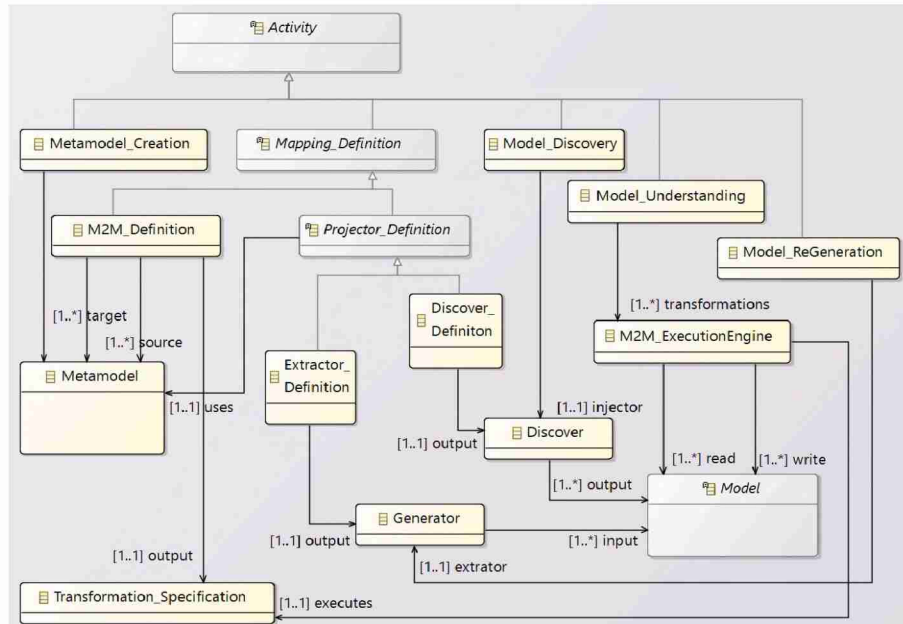 Activity
Metamodel_Creation
Mapping_Definition
Model_Discovery
Model_Understanding
M2M_Definition
Projector_Definition
Model_ReGeneration
Discover_
Definiton
[1..*] target
[1..*] transformations
[1..*] source
M2M_ExecutionEngine
Extractor_
Definition
Metamodel
[1..1] uses
[1..1] injector
[1..1] output
Discover
[1..*] read
[1..*] write
[1..*] output
Model
Generator
[1..1] output
[1..*] input
[1..1] output
[1..1] extrator
Transformation_Specification
[1..1] executes